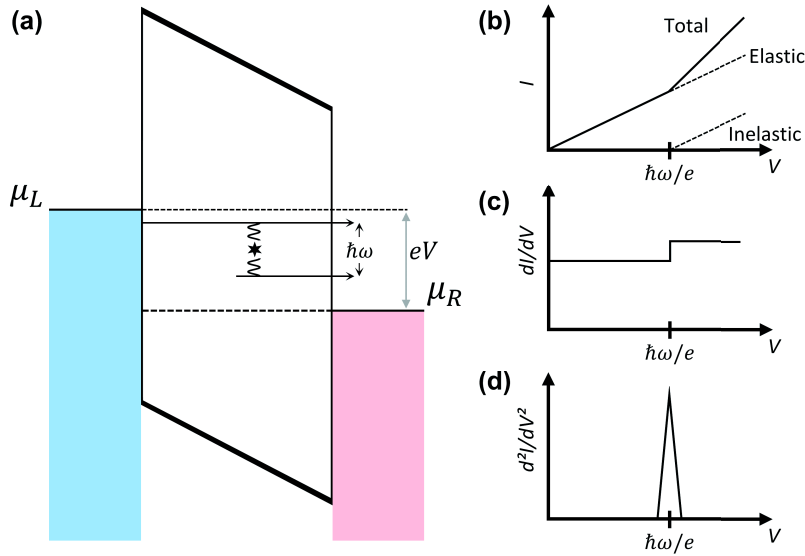 (a)
μL
ħω
eV
μR
(b)
I
Total
Elastic
Inelastic
ħω/e
V
(c)
dI/dV
ħω/e
V
(d)
d²I/dV²
ħω/e
V